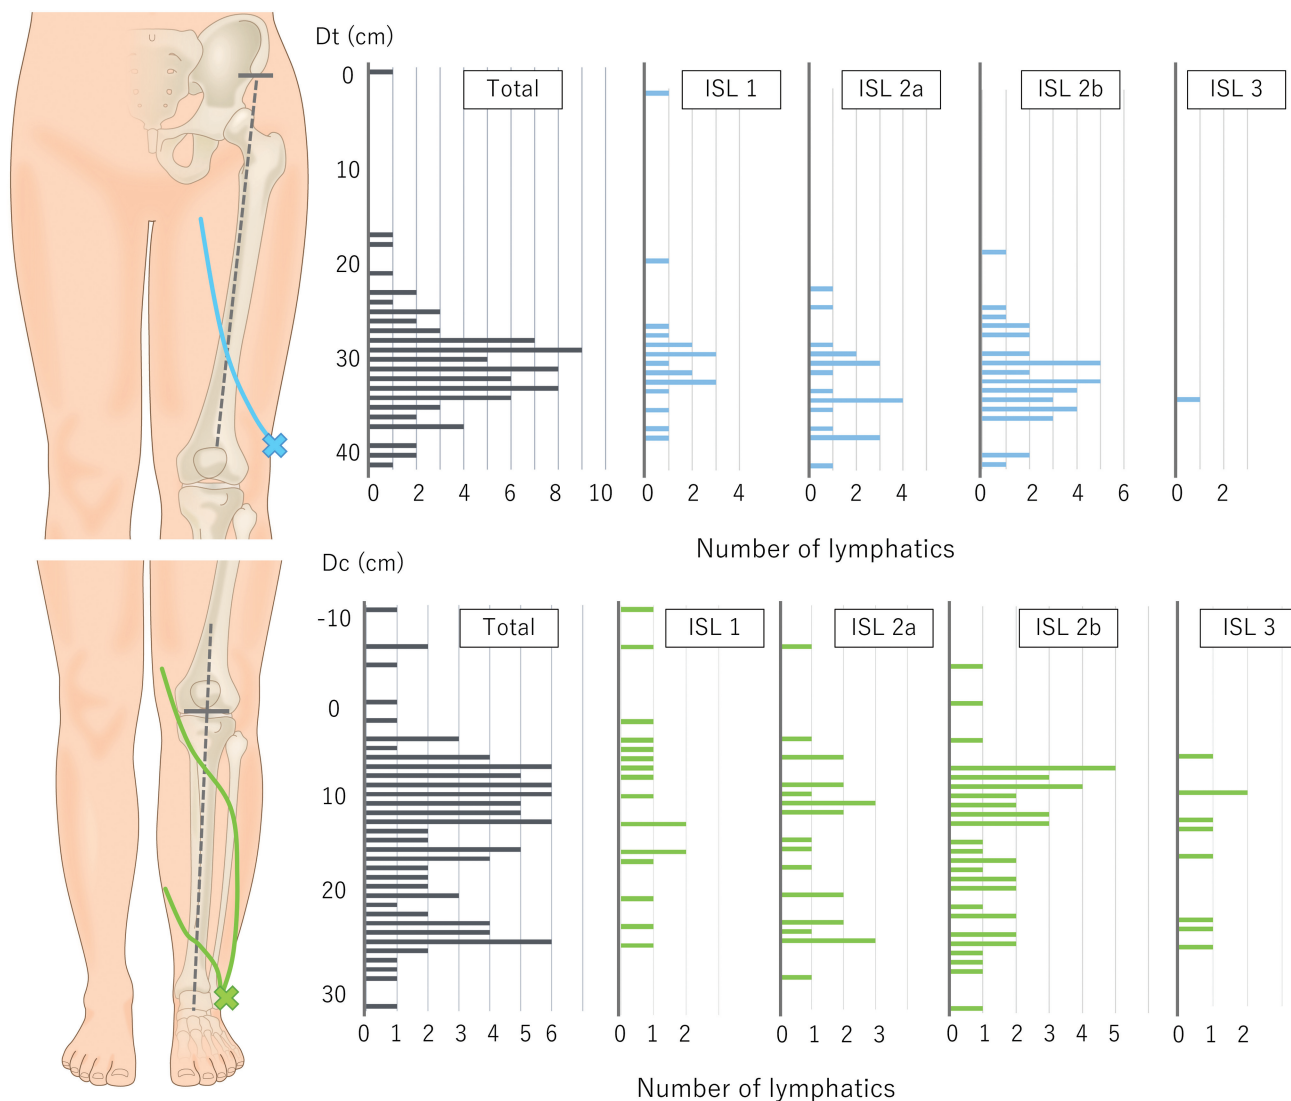 Dt (cm)
Total
ISL 1
ISL 2a
ISL 2b
ISL 3
0
10
20
30
40
0 2 4 6 8 10
0 2 4
0 2 4
0 2 4 6
0 2
Number of lymphatics
Dc (cm)
Total
ISL 1
ISL 2a
ISL 2b
ISL 3
-10
0
10
20
30
0 1 2 3 4 5 6
0 1 2
0 1 2 3
0 1 2 3 4 5
0 1 2
Number of lymphatics